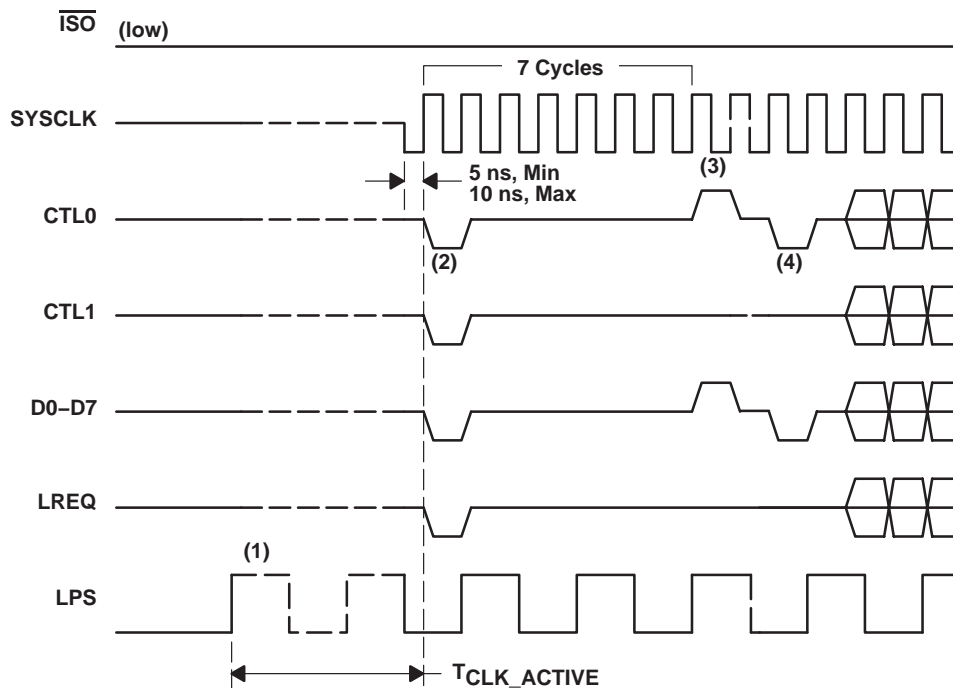 ISO (low)
7 Cycles
SYSCLK
5 ns, Min
10 ns, Max
(3)
CTL0
(2)
(4)
CTL1
D0–D7
LREQ
(1)
LPS
TCLK_ACTIVE